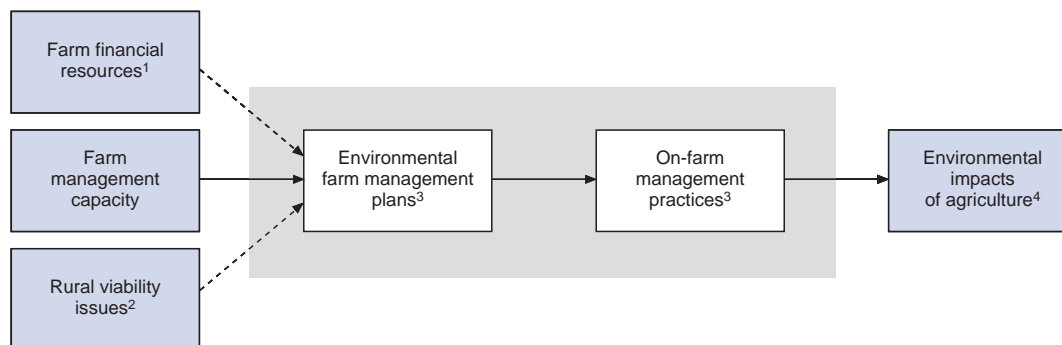 Farm financial
resources¹
Farm
management
capacity
Rural viability
issues²
Environmental
farm management
plans³
On-farm
management
practices³
Environmental
impacts
of agriculture⁴